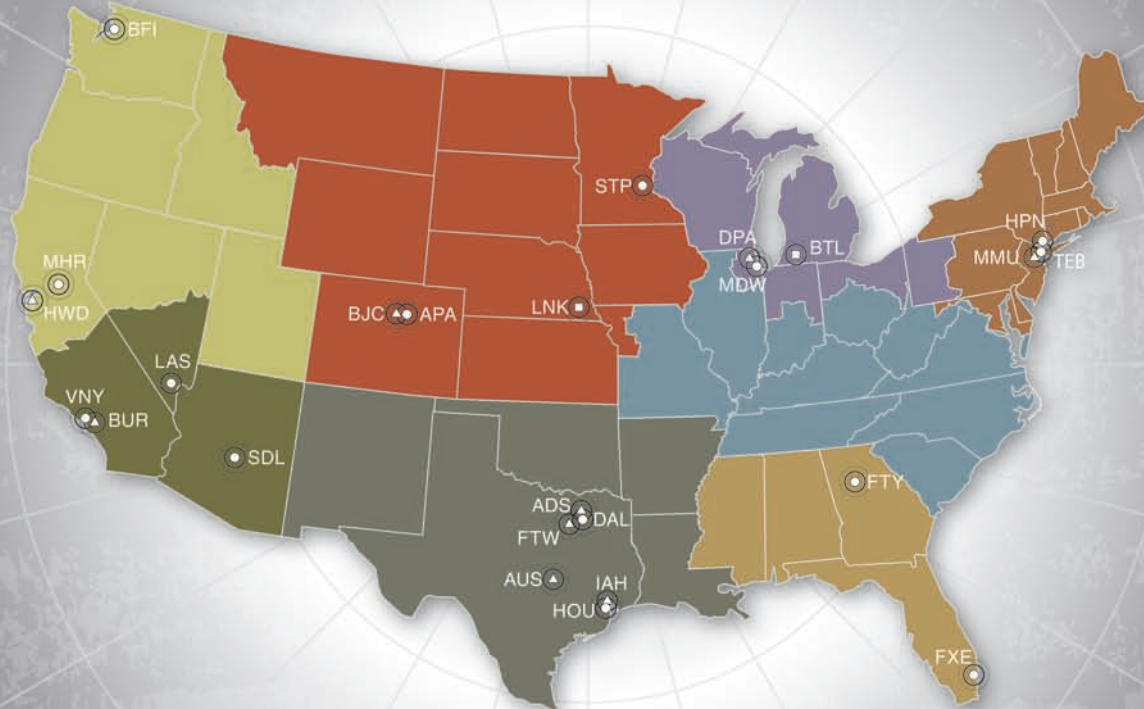 BFI
STP
HPN
DPA
BTL
MMU
TEB
MHR
MDW
HWD
LNK
BJC
APA
LAS
VNY
BUR
SDL
FTY
ADS
DAL
FTW
AUS
IAH
HOU
FXE